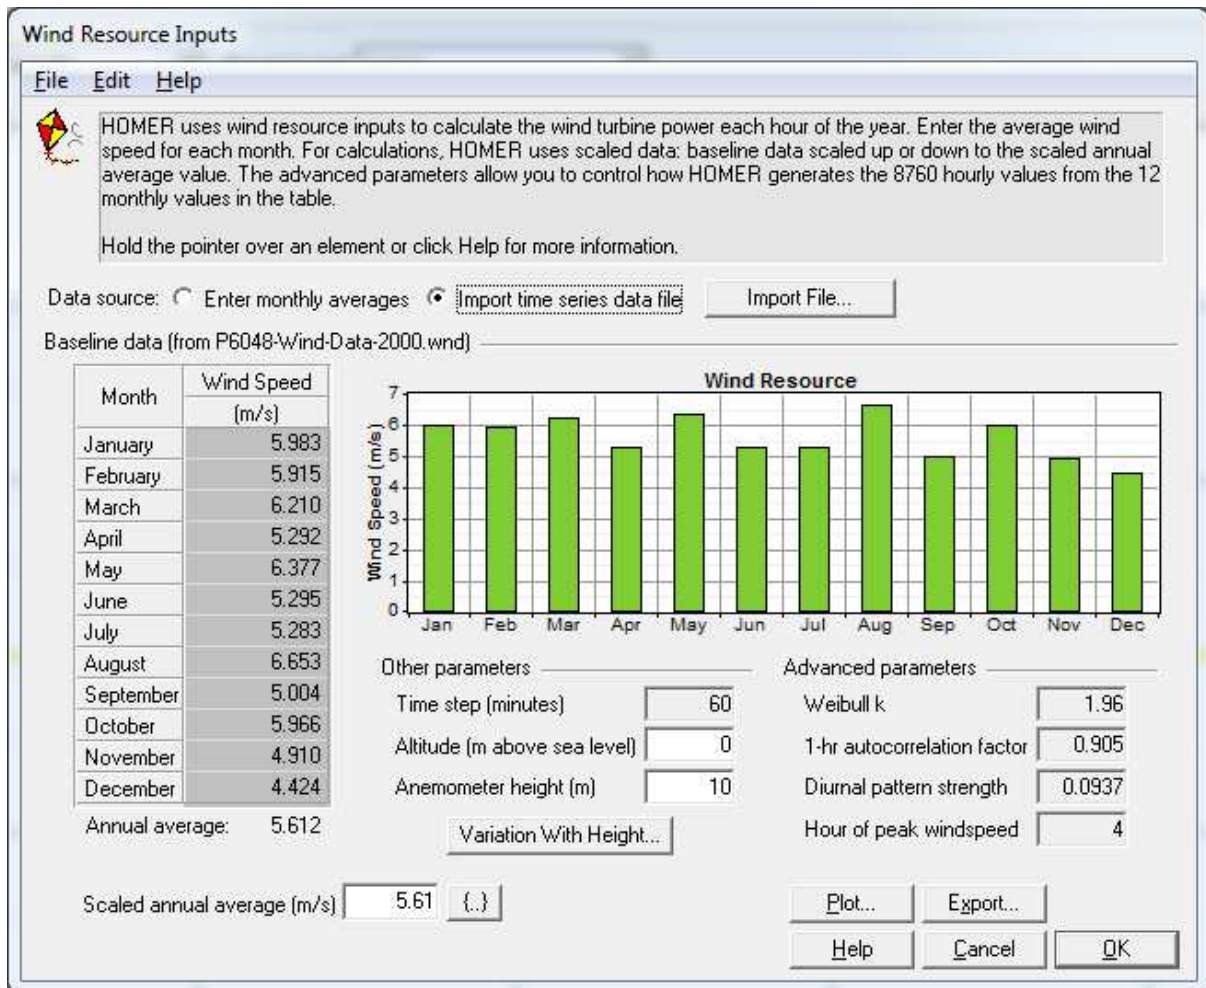 Wind Resource Inputs
File Edit Help
HOMER uses wind resource inputs to calculate the wind turbine power each hour of the year. Enter the average wind
speed for each month. For calculations, HOMER uses scaled data: baseline data scaled up or down to the scaled annual
average value. The advanced parameters allow you to control how HOMER generates the 8760 hourly values from the 12
monthly values in the table.
Hold the pointer over an element or click Help for more information.
Data source: Enter monthly averages Import time series data file Import File...
Baseline data (from P6048-Wind-Data-2000.wnd)
Month Wind Speed
(m/s)
January 5.983
February 5.915
March 6.210
April 5.292
May 6.377
June 5.295
July 5.283
August 6.653
September 5.004
October 5.966
November 4.910
December 4.424
Annual average: 5.612
Wind Resource
Wind Speed (m/s)
7
6
5
4
3
2
1
0
Jan Feb Mar Apr May Jun Jul Aug Sep Oct Nov Dec
Other parameters
Time step (minutes) 60
Altitude (m above sea level) 0
Anemometer height (m) 10
Variation With Height...
Advanced parameters
Weibull k 1.96
1-hr autocorrelation factor 0.905
Diurnal pattern strength 0.0937
Hour of peak windspeed 4
Scaled annual average (m/s) 5.61 {..}
Plot... Export...
Help Cancel OK